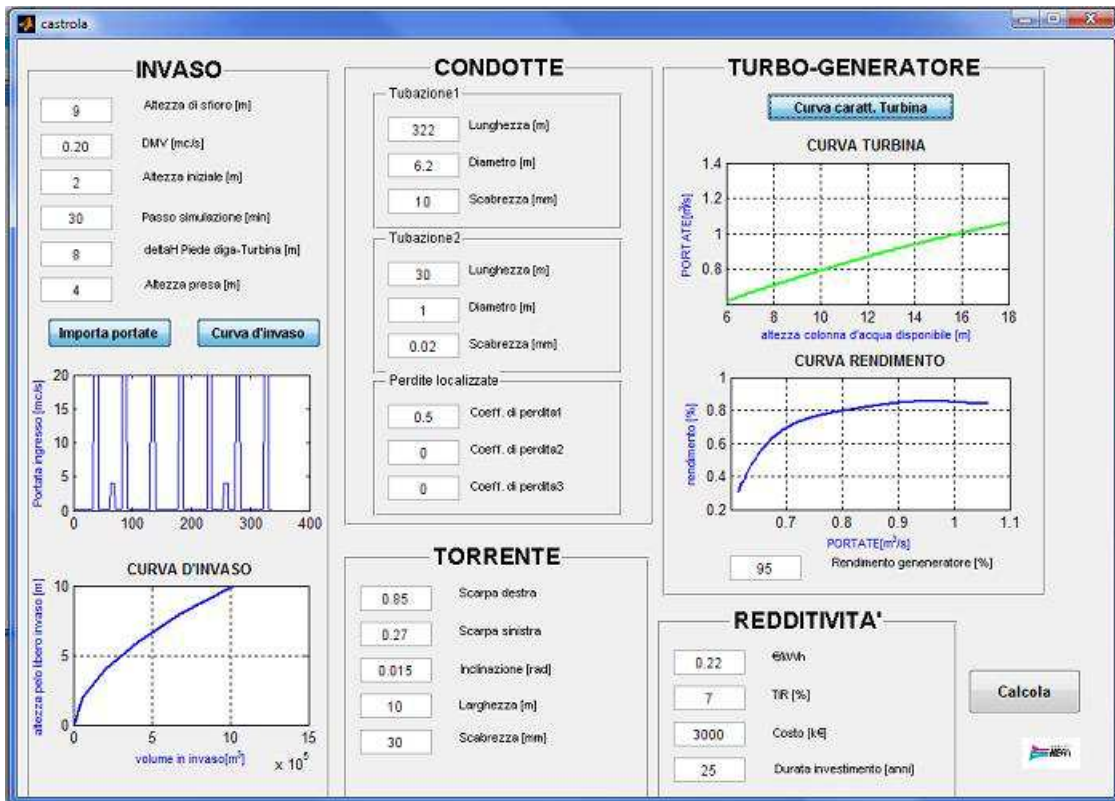 castrola
INVASO
9 Altezza di sfioro [m]
0.20 DMV [mc/s]
2 Altezza iniziale [m]
30 Passo simulazione [min]
8 deltaH Piede diga-Turbina [m]
4 Altezza presa [m]
Importa portate Curva d'invaso
Portata ingresso [mc/s]
20
15
10
5
0
0 100 200 300 400
CURVA D'INVASO
altezza pelo libero invaso [m]
10
5
0
0 5 10 15
volume in invaso[m³] x 10⁵
CONDOTTE
Tubazione1
322 Lunghezza [m]
6.2 Diametro [m]
10 Scabrezza [mm]
Tubazione2
30 Lunghezza [m]
1 Diametro [m]
0.02 Scabrezza [mm]
Perdite localizzate
0.5 Coeff. di perdita1
0 Coeff. di perdita2
0 Coeff. di perdita3
TORRENTE
0.85 Scarpa destra
0.27 Scarpa sinistra
0.015 Inclinazione [rad]
10 Larghezza [m]
30 Scabrezza [mm]
TURBO-GENERATORE
Curva caratt. Turbina
CURVA TURBINA
PORTATE[m³/s]
1.4
1.2
1
0.8
6 8 10 12 14 16 18
altezza colonna d'acqua disponibile [m]
CURVA RENDIMENTO
rendimento [%]
1
0.8
0.6
0.4
0.2
0.7 0.8 0.9 1 1.1
PORTATE[m³/s]
95 Rendimento geneneratore [%]
REDDITIVITA'
0.22 €/kWh
7 TIR [%]
3000 Costo [k€]
25 Durata investimento [anni]
Calcola